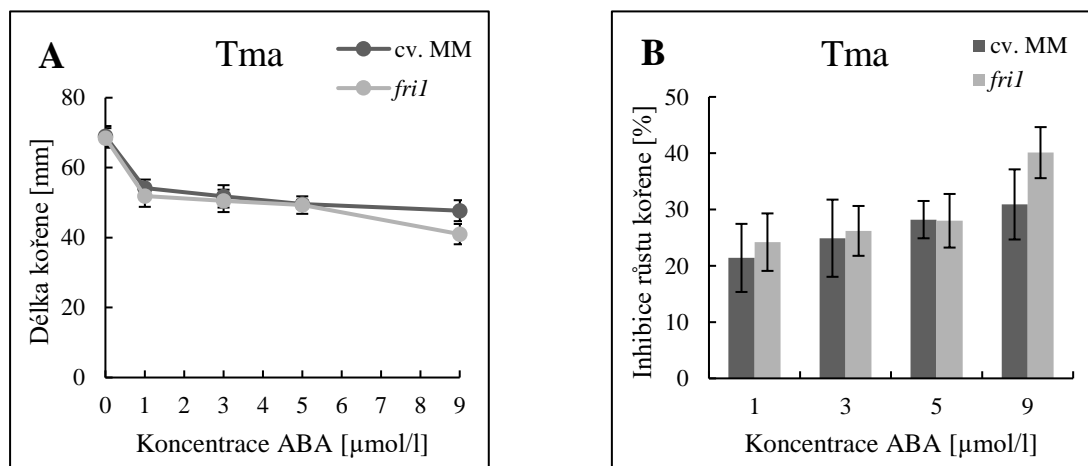 A
Tma
cv. MM
fri1
Délka kořene [mm]
80
60
40
20
0
0 1 2 3 4 5 6 7 8 9
Koncentrace ABA [µmol/l]
B
Tma
cv. MM
fri1
Inhibice růstu kořene [%]
50
40
30
20
10
0
1 3 5 9
Koncentrace ABA [µmol/l]